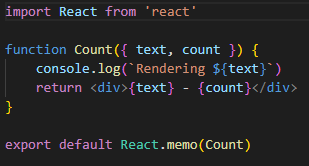 import React from 'react'

function Count({ text, count }) {
    console.log(`Rendering ${text}`)
    return <div>{text} - {count}</div>
}

export default React.memo(Count)